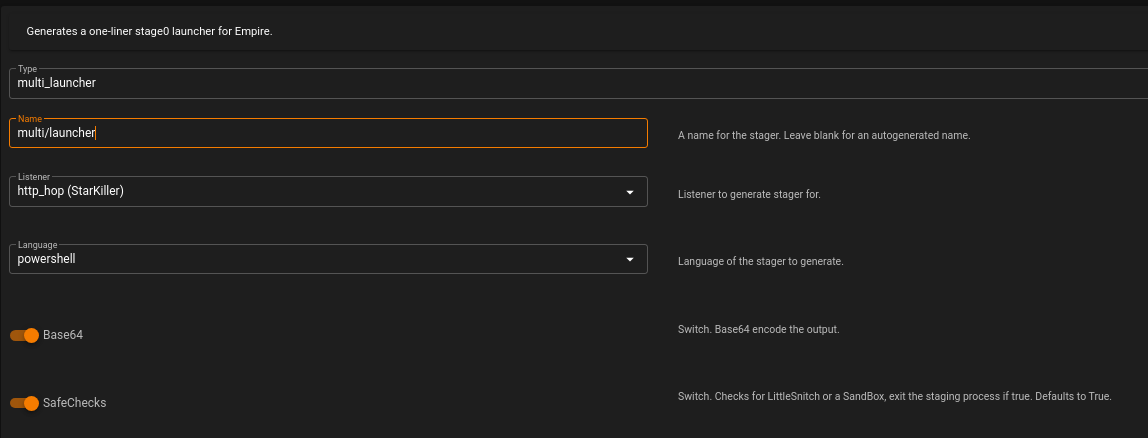 Generates a one-liner stage0 launcher for Empire.
Type
multi_launcher
Name
multi/launcher
A name for the stager. Leave blank for an autogenerated name.
Listener
http_hop (StarKiller)
Listener to generate stager for.
Language
powershell
Language of the stager to generate.
Base64
Switch. Base64 encode the output.
SafeChecks
Switch. Checks for LittleSnitch or a SandBox, exit the staging process if true. Defaults to True.